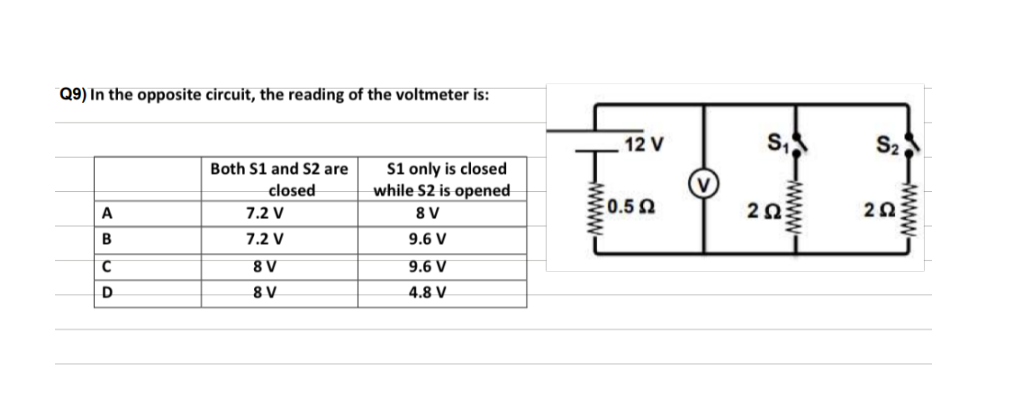 Q9) In the opposite circuit, the reading of the voltmeter is:
Both S1 and S2 are closed
S1 only is closed while S2 is opened
A 7.2 V 8 V
B 7.2 V 9.6 V
C 8 V 9.6 V
D 8 V 4.8 V
12 V S₁ S₂
V
0.5 Ω 2 Ω 2 Ω